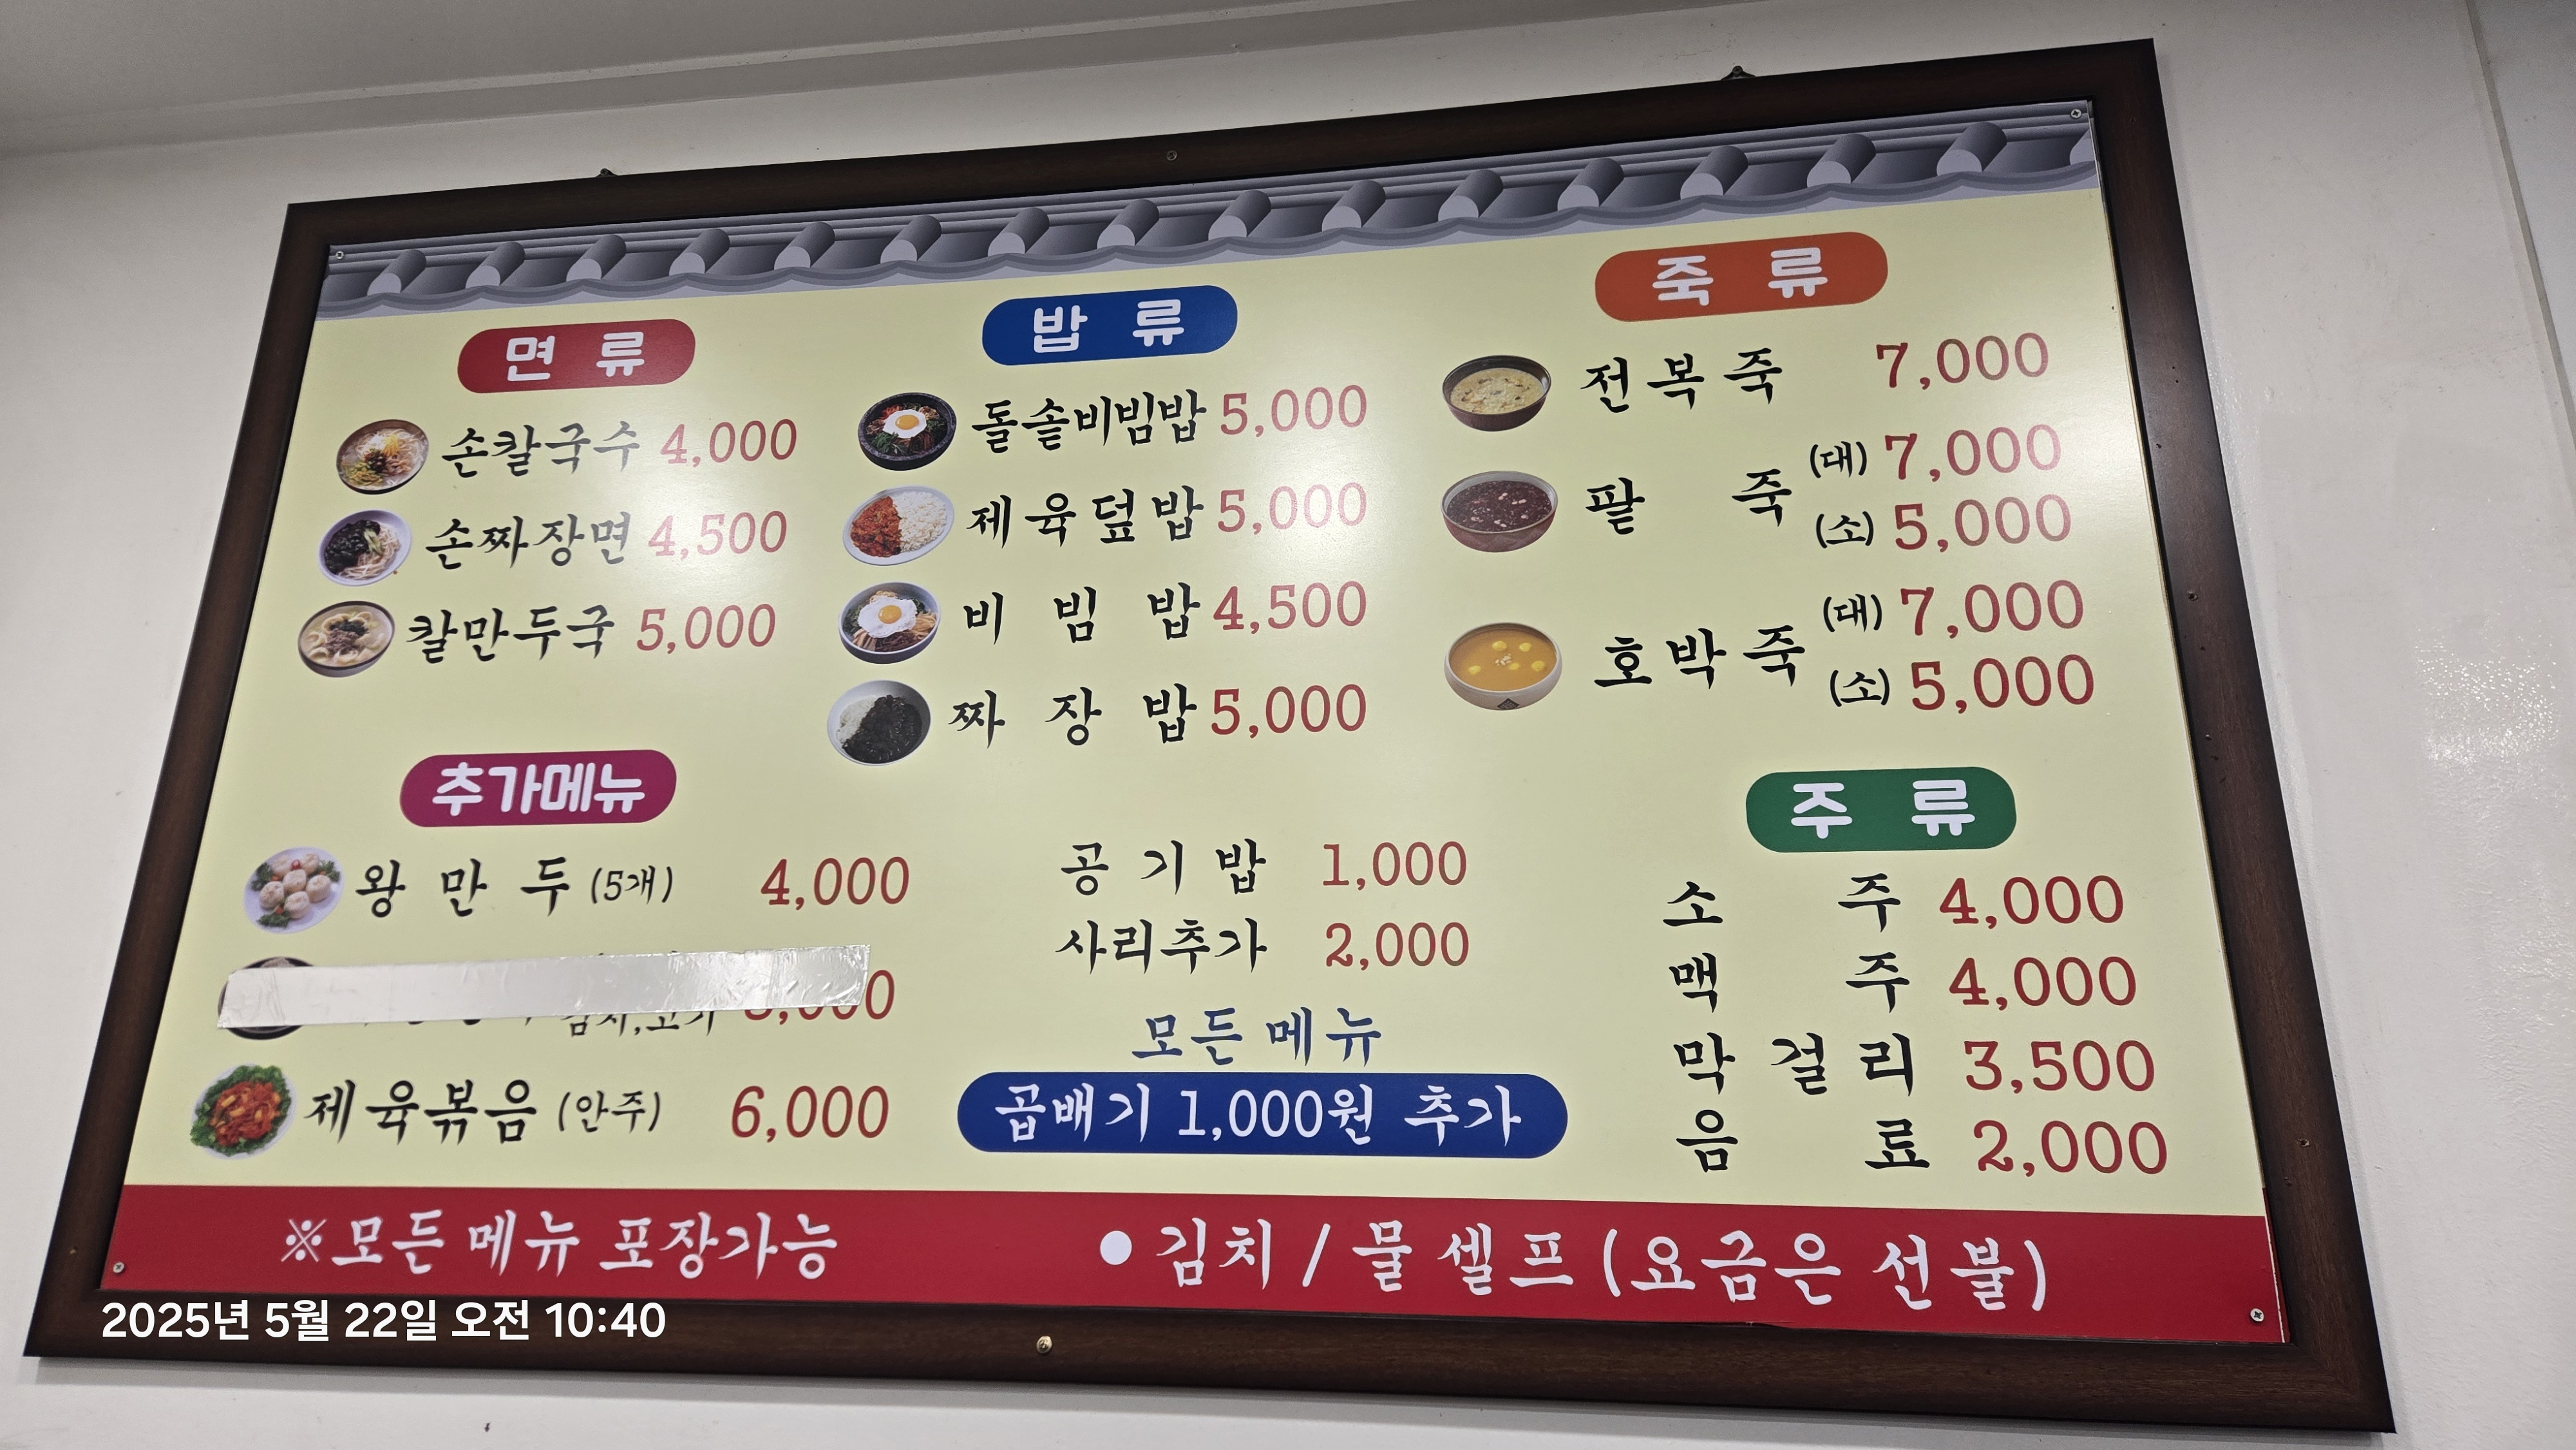 면 류
손칼국수 4,000
손짜장면 4,500
칼만두국 5,000
밥 류
돌솥비빔밥 5,000
제육덮밥 5,000
비 빔 밥 4,500
짜 장 밥 5,000
죽 류
전복죽 7,000
팥 죽 (대) 7,000
(소) 5,000
호박죽 (대) 7,000
(소) 5,000
추가메뉴
왕 만 두 (5개) 4,000
김치,고기
제육볶음 (안주) 6,000
공 기 밥 1,000
사리추가 2,000
모든 메뉴
곱배기 1,000원 추가
주 류
소 주 4,000
맥 주 4,000
막 걸 리 3,500
음 료 2,000
※모든 메뉴 포장가능
● 김치 / 물 셀프 (요금은 선불)
2025년 5월 22일 오전 10:40